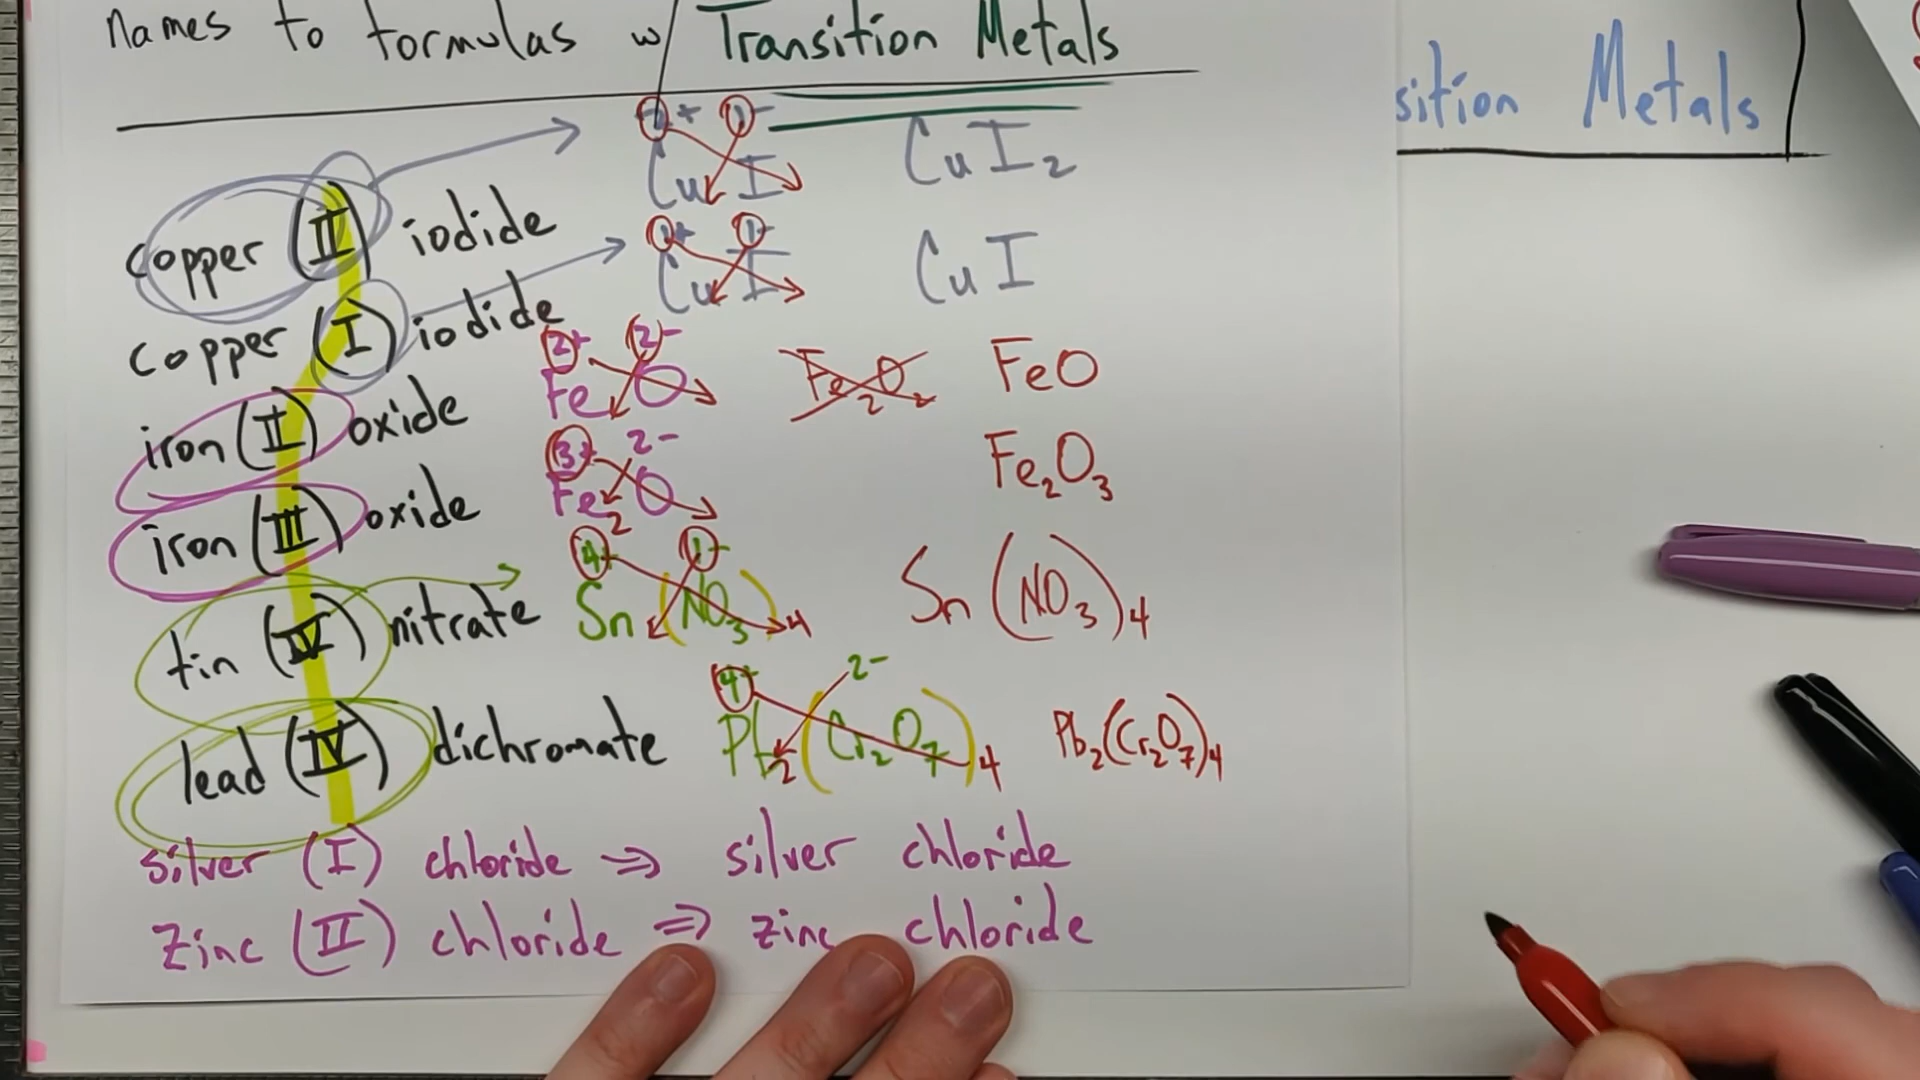 Names to formulas w/ Transition Metals
sition Metals
copper (II) iodide 2+ 1- Cu I CuI₂
copper (I) iodide 1+ 1- Cu I CuI
iron (II) oxide 2+ 2- Fe O Fe₂O₂ FeO
iron (III) oxide 3+ 2- Fe₂ O Fe₂O₃
tin (IV) nitrate 4+ 1- Sn (NO₃)₄ Sn(NO₃)₄
lead (IV) dichromate 4+ 2- Pb₂(Cr₂O₇)₄ Pb₂(Cr₂O₇)₄
silver (I) chloride ⇒ silver chloride
Zinc (II) chloride ⇒ zinc chloride